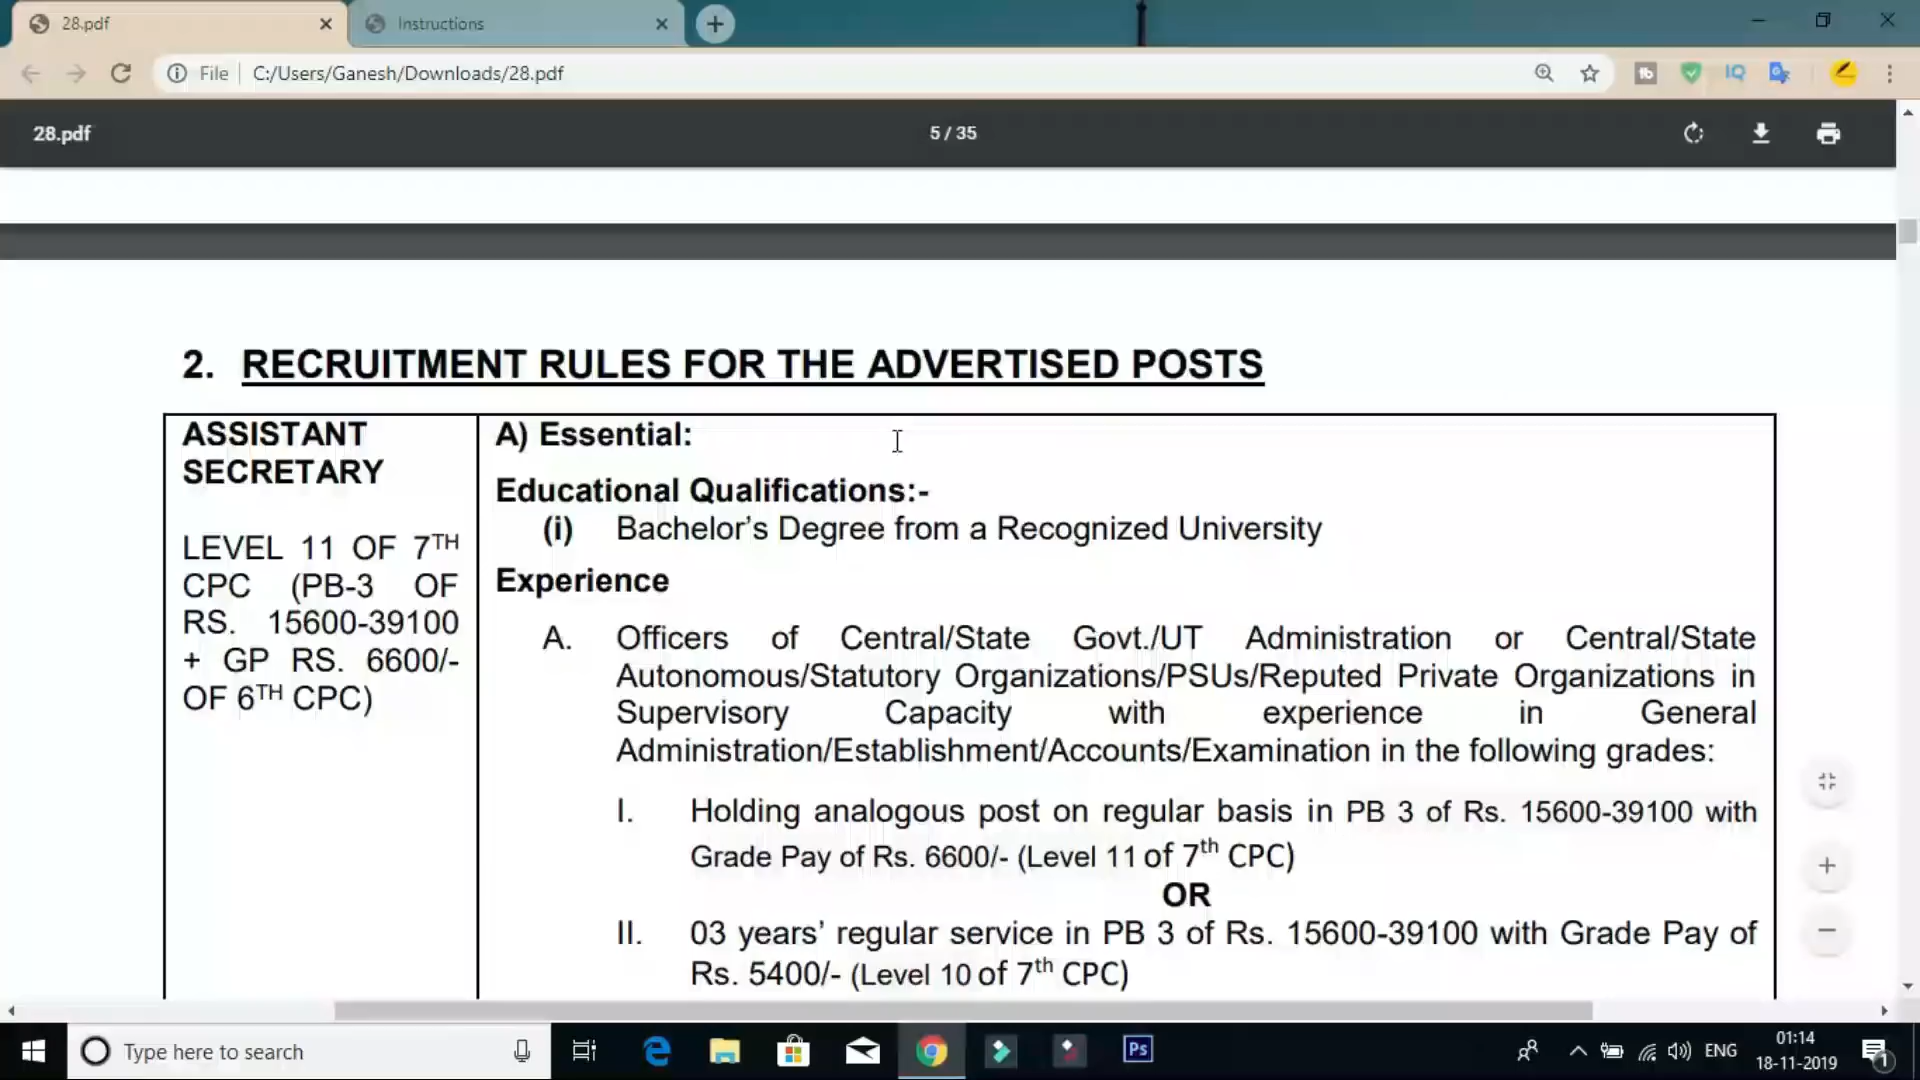 28.pdf
Instructions
File
C:/Users/Ganesh/Downloads/28.pdf
tb
IQ
28.pdf
5 / 35
2. RECRUITMENT RULES FOR THE ADVERTISED POSTS
ASSISTANT
SECRETARY
LEVEL 11 OF 7TH
CPC (PB-3 OF
RS. 15600-39100
+ GP RS. 6600/-
OF 6TH CPC)
A) Essential:
Educational Qualifications:-
(i) Bachelor's Degree from a Recognized University
Experience
A. Officers of Central/State Govt./UT Administration or Central/State
Autonomous/Statutory Organizations/PSUs/Reputed Private Organizations in
Supervisory Capacity with experience in General
Administration/Establishment/Accounts/Examination in the following grades:
I. Holding analogous post on regular basis in PB 3 of Rs. 15600-39100 with
Grade Pay of Rs. 6600/- (Level 11 of 7th CPC)
OR
II. 03 years' regular service in PB 3 of Rs. 15600-39100 with Grade Pay of
Rs. 5400/- (Level 10 of 7th CPC)
Type here to search
Ps
ENG
01:14
18-11-2019
1